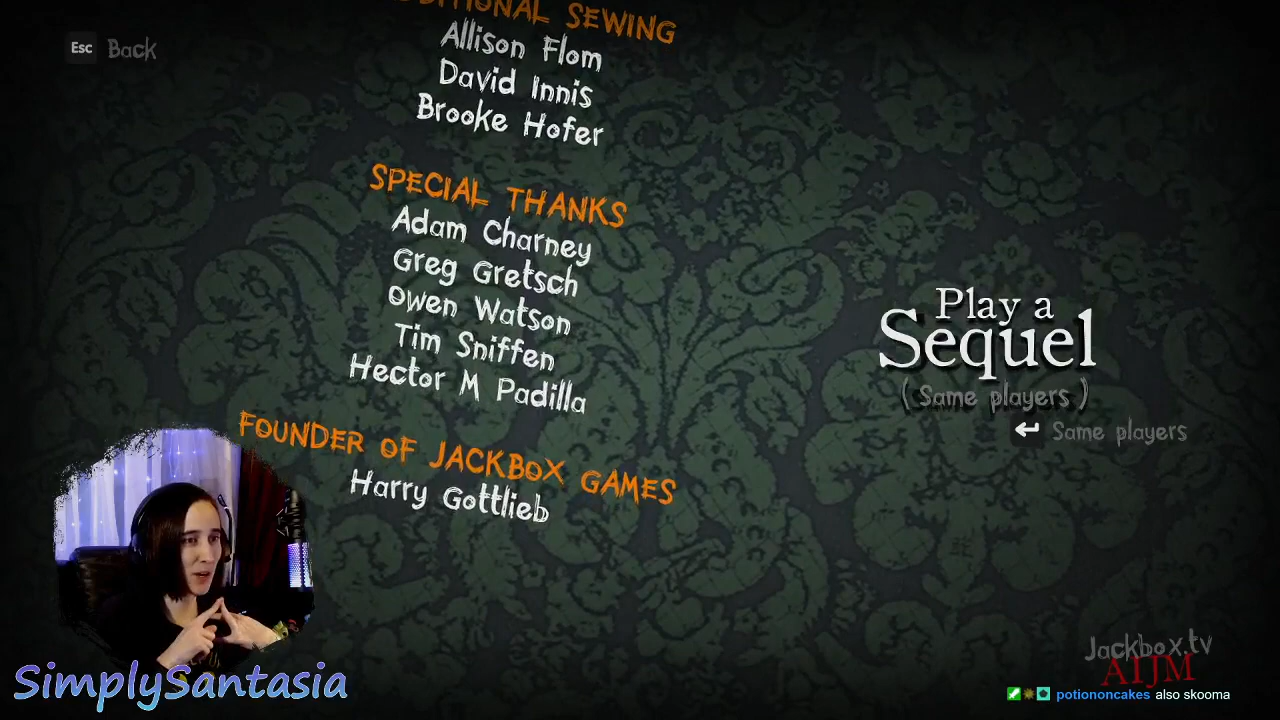 Esc Back
DITIONAL SEWING
Allison Flom
David Innis
Brooke Hofer
SPECIAL THANKS
Adam Charney
Greg Gretsch
Owen Watson
Tim Sniffen
Hector M Padilla
FOUNDER OF JACKBOX GAMES
Harry Gottlieb
Play a
Sequel
( Same players )
Same players
SimplySantasia
Jackbox.tv
AIJM
potiononcakes also skooma